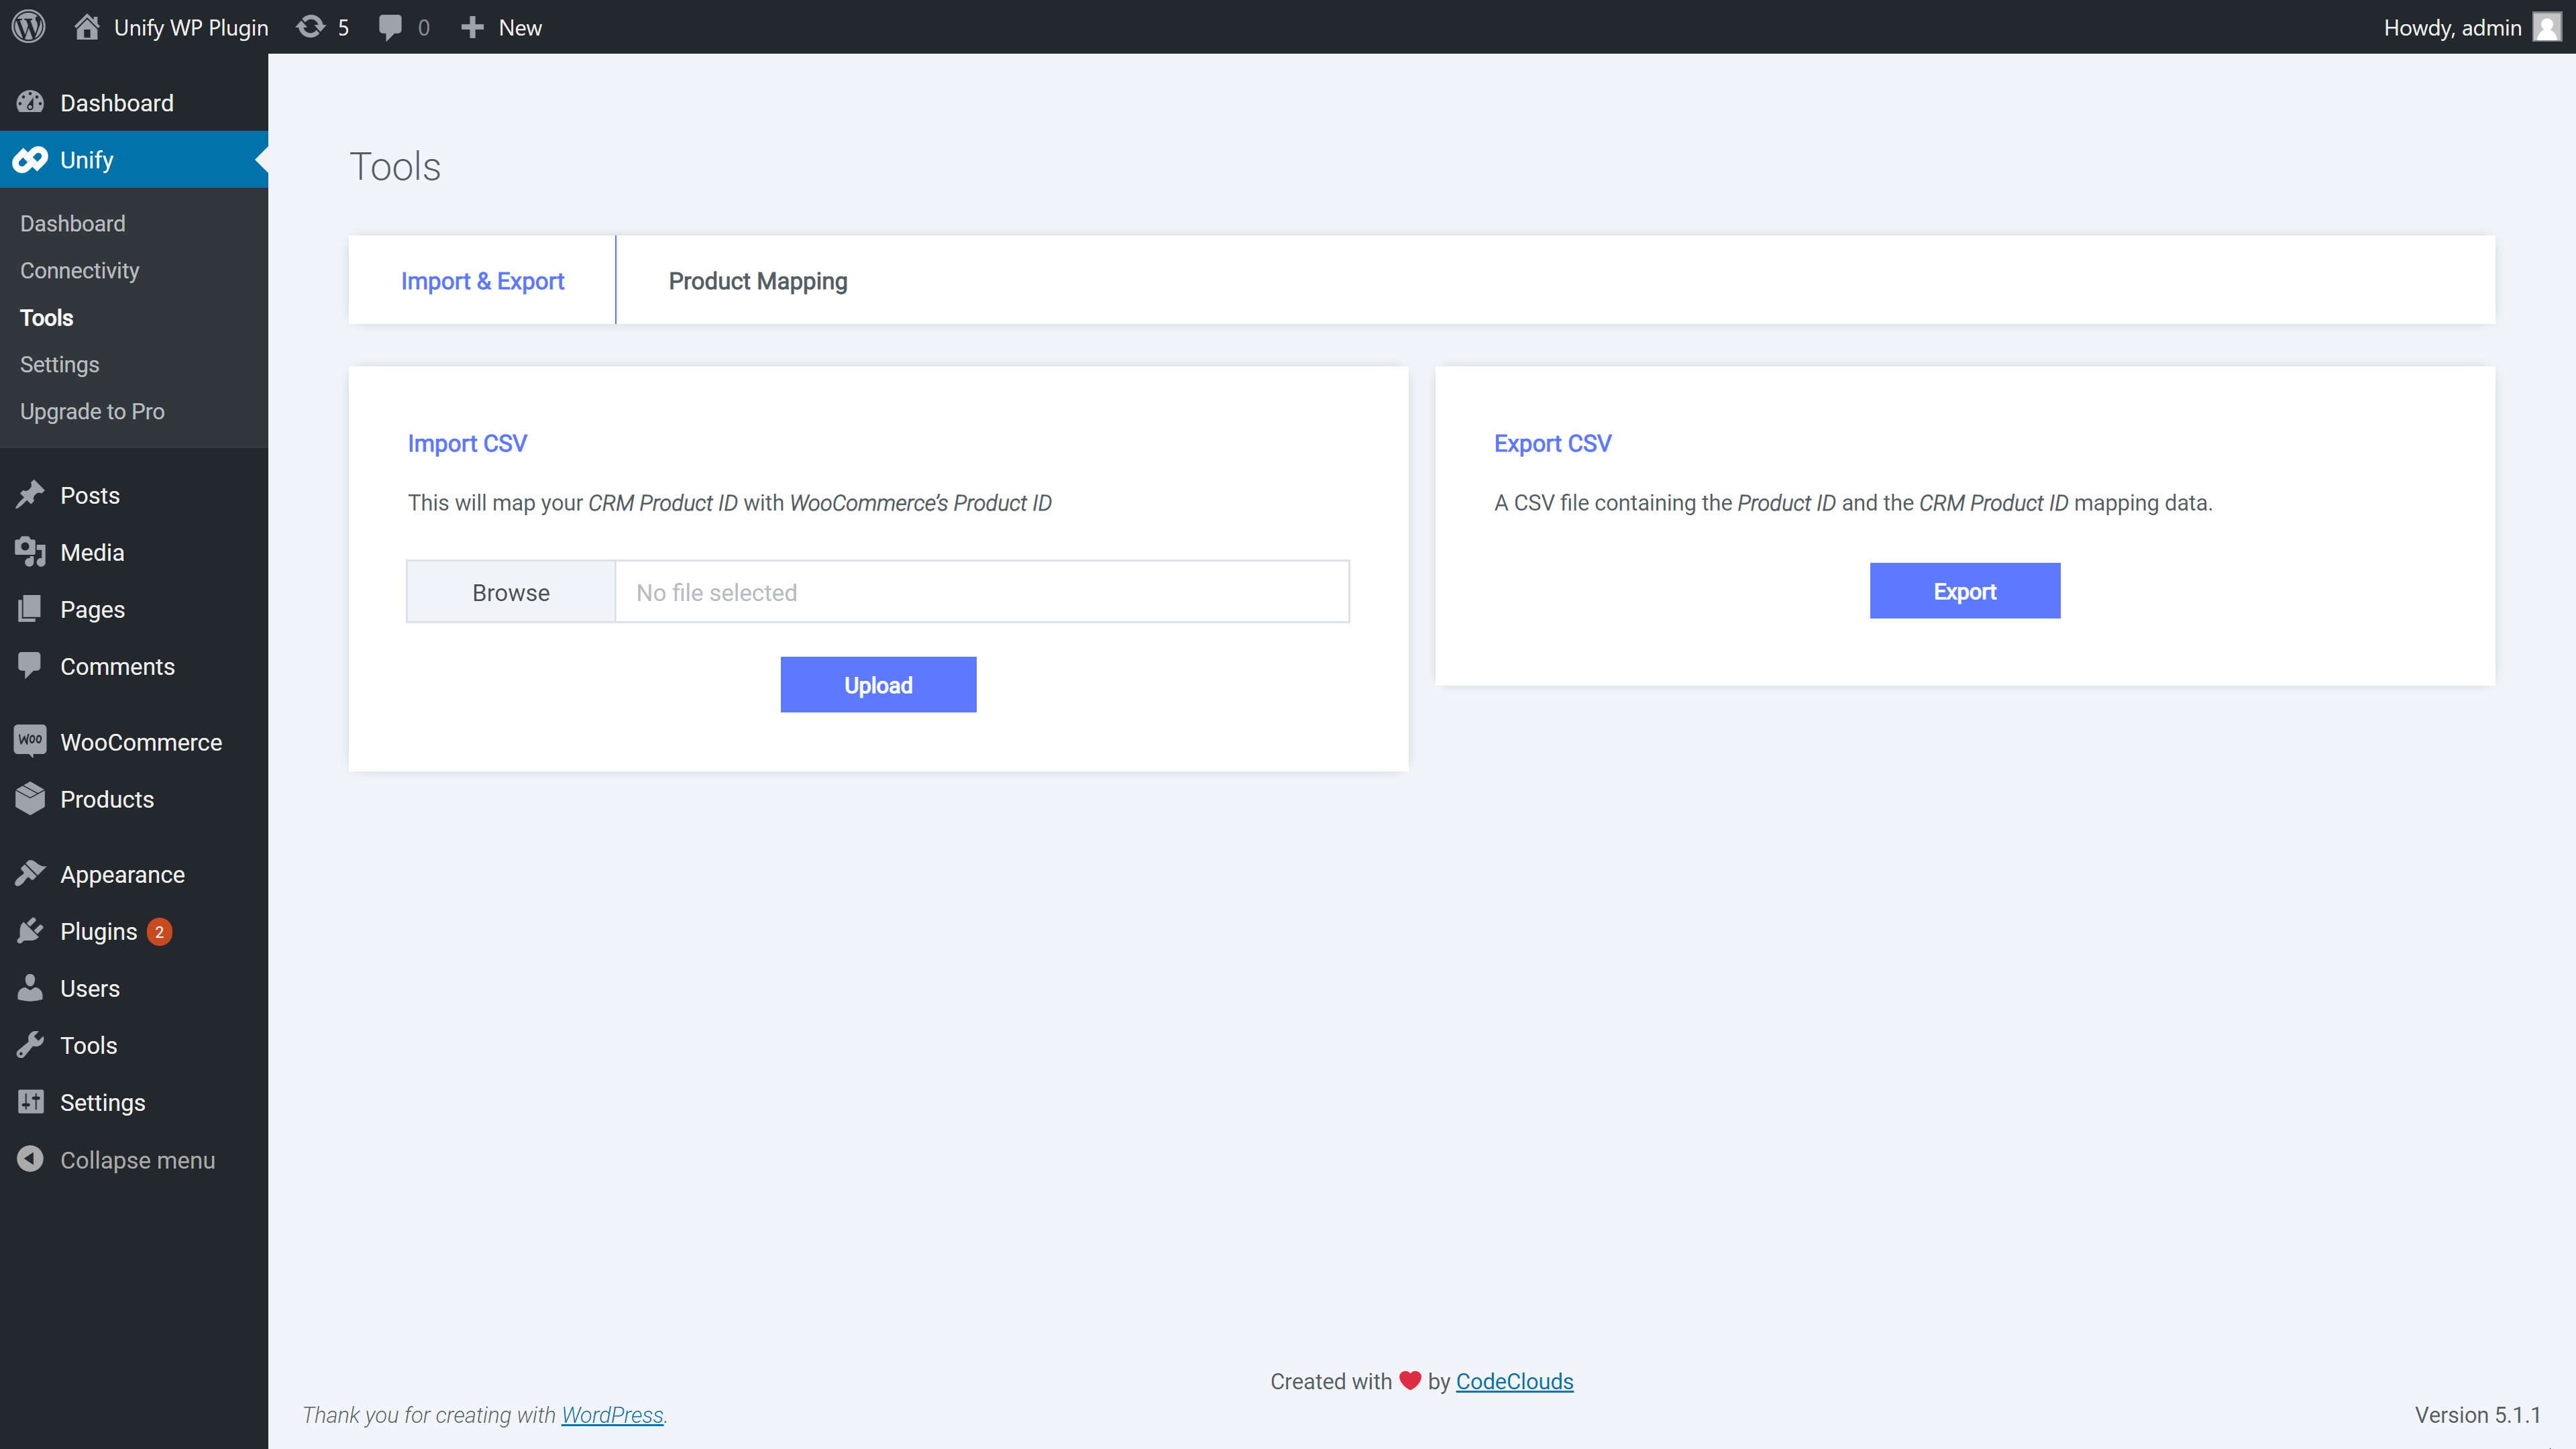 Unify WP Plugin 5 0 New Howdy, admin
Dashboard
Unify
Dashboard
Connectivity
Tools
Settings
Upgrade to Pro
Posts
Media
Pages
Comments
WOO WooCommerce
Products
Appearance
Plugins 2
Users
Tools
Settings
Collapse menu
Tools
Import & Export Product Mapping
Import CSV
This will map your CRM Product ID with WooCommerce’s Product ID
Browse No file selected
Upload
Export CSV
A CSV file containing the Product ID and the CRM Product ID mapping data.
Export
Created with ❤ by CodeClouds
Thank you for creating with WordPress. Version 5.1.1